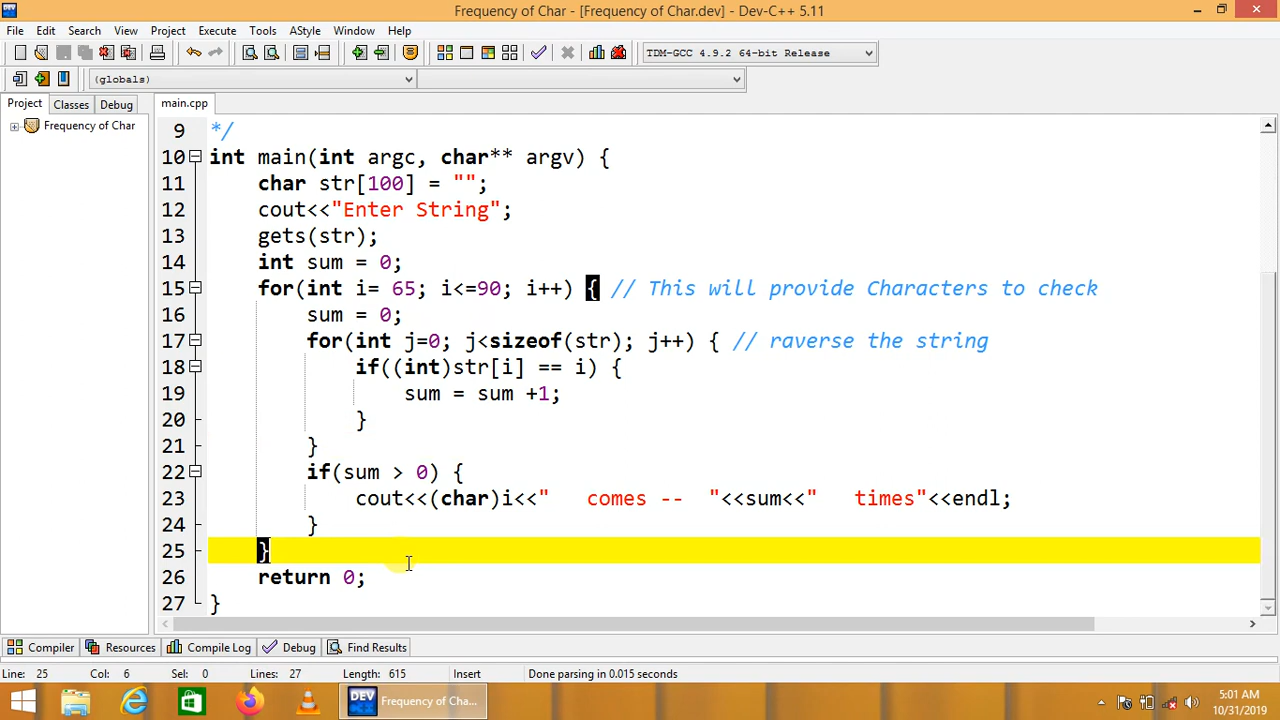 Frequency of Char - [Frequency of Char.dev] - Dev-C++ 5.11
File Edit Search View Project Execute Tools AStyle Window Help
TDM-GCC 4.9.2 64-bit Release
(globals)
Project Classes Debug main.cpp
Frequency of Char
9 */
10 int main(int argc, char** argv) {
11 char str[100] = "";
12 cout<<"Enter String";
13 gets(str);
14 int sum = 0;
15 for(int i= 65; i<=90; i++) { // This will provide Characters to check
16 sum = 0;
17 for(int j=0; j<sizeof(str); j++) { // raverse the string
18 if((int)str[i] == i) {
19 sum = sum +1;
20 }
21 }
22 if(sum > 0) {
23 cout<<(char)i<<"   comes --  "<<sum<<"   times"<<endl;
24 }
25 }
26 return 0;
27 }
Compiler Resources Compile Log Debug Find Results
Line: 25 Col: 6 Sel: 0 Lines: 27 Length: 615 Insert Done parsing in 0.015 seconds
DEV Frequency of Cha... 5:01 AM
10/31/2019